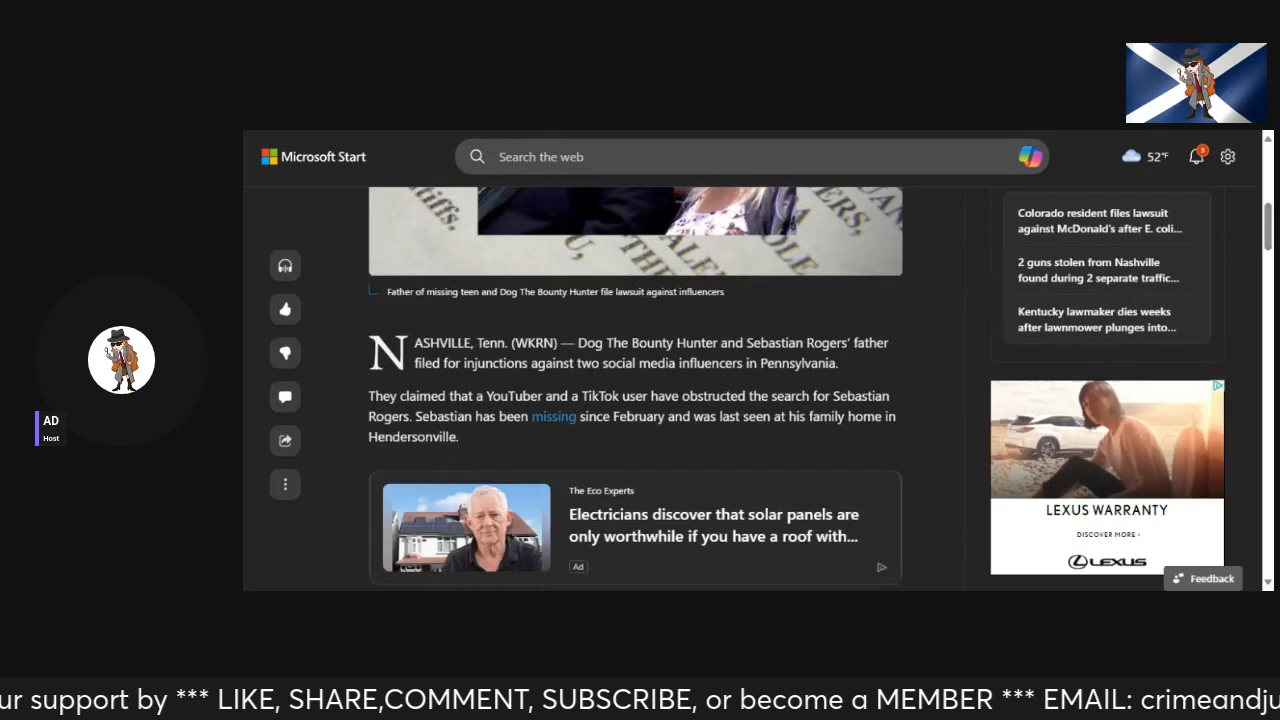 Microsoft Start
Search the web
3
52°F
tiffs,
U,
THE
OLE
Colorado resident files lawsuit
against McDonald's after E. coli...
2 guns stolen from Nashville
found during 2 separate traffic...
Kentucky lawmaker dies weeks
after lawnmower plunges into...
Father of missing teen and Dog The Bounty Hunter file lawsuit against influencers
NASHVILLE, Tenn. (WKRN) — Dog The Bounty Hunter and Sebastian Rogers' father
filed for injunctions against two social media influencers in Pennsylvania.
They claimed that a YouTuber and a TikTok user have obstructed the search for Sebastian
Rogers. Sebastian has been missing since February and was last seen at his family home in
Hendersonville.
AD
Host
The Eco Experts
Electricians discover that solar panels are
only worthwhile if you have a roof with...
Ad
LEXUS WARRANTY
DISCOVER MORE ›
LEXUS
Feedback
ur support by *** LIKE, SHARE,COMMENT, SUBSCRIBE, or become a MEMBER *** EMAIL: crimeandju